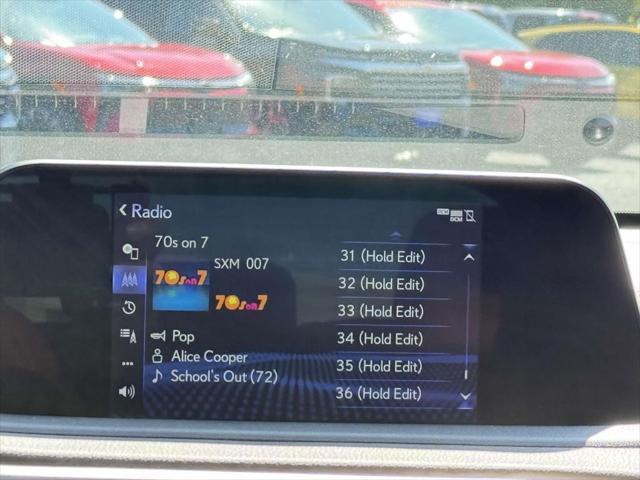 Radio
DCM
70s on 7
SXM 007
70s on 7
70s on 7
Pop
Alice Cooper
School's Out (72)
31 (Hold Edit)
32 (Hold Edit)
33 (Hold Edit)
34 (Hold Edit)
35 (Hold Edit)
36 (Hold Edit)